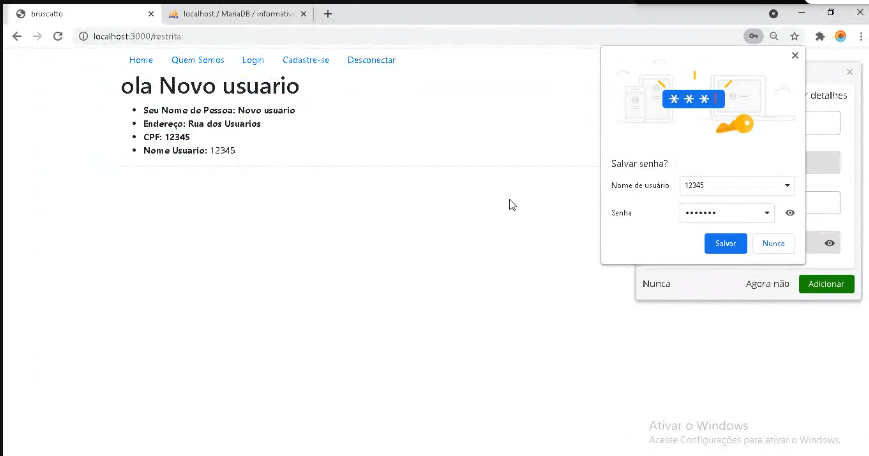 bruscatto
localhost / MariaDB / informativ
localhost:3000/restrita
Home Quem Somos Login Cadastre-se Desconectar
ola Novo usuario
Seu Nome de Pessoa: Novo usuario
Endereço: Rua dos Usuarios
CPF: 12345
Nome Usuario: 12345
***
Salvar senha?
Nome de usuário 12345
Senha •••••••
Salvar Nunca
detalhes
Nunca Agora não Adicionar
Ativar o Windows
Acesse Configurações para ativar o Windows.